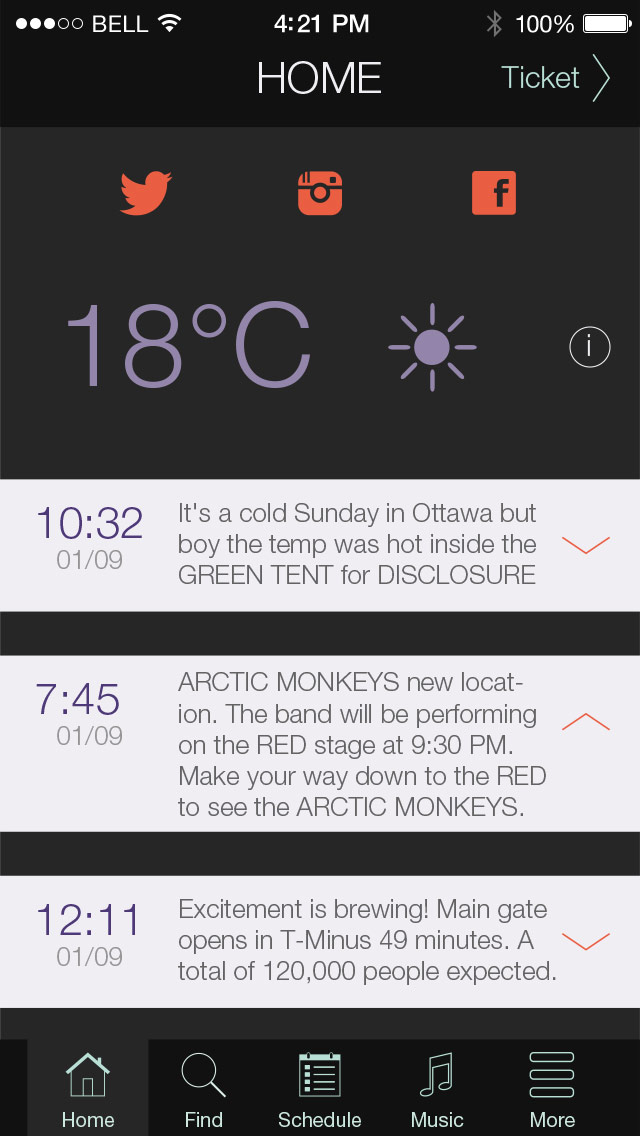 BELL 4:21 PM 100%
HOME Ticket
18°C
i
10:32
01/09
It's a cold Sunday in Ottawa but
boy the temp was hot inside the
GREEN TENT for DISCLOSURE
7:45
01/09
ARCTIC MONKEYS new locat-
ion. The band will be performing
on the RED stage at 9:30 PM.
Make your way down to the RED
to see the ARCTIC MONKEYS.
12:11
01/09
Excitement is brewing! Main gate
opens in T-Minus 49 minutes. A
total of 120,000 people expected.
Home Find Schedule Music More